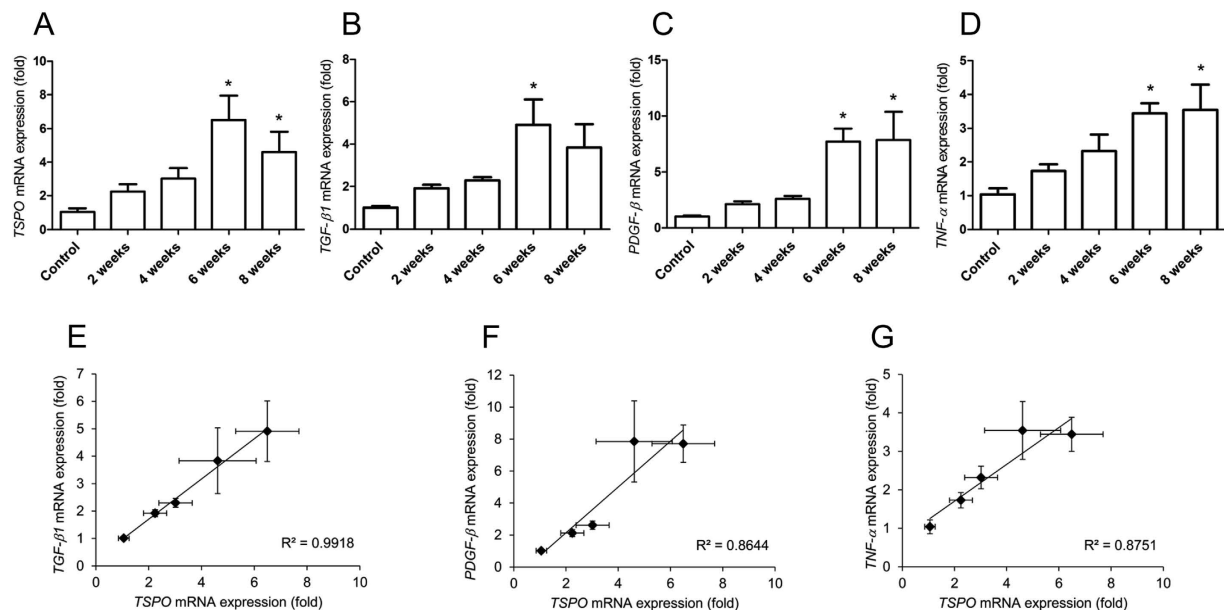 A
TSPO mRNA expression (fold)
10
8
6
4
2
0
*
*
Control
2 weeks
4 weeks
6 weeks
8 weeks
B
TGF-β1 mRNA expression (fold)
8
6
4
2
0
*
Control
2 weeks
4 weeks
6 weeks
8 weeks
C
PDGF-β mRNA expression (fold)
15
10
5
0
*
*
Control
2 weeks
4 weeks
6 weeks
8 weeks
D
TNF-α mRNA expression (fold)
5
4
3
2
1
0
*
*
Control
2 weeks
4 weeks
6 weeks
8 weeks
E
TGF-β1 mRNA expression (fold)
7
6
5
4
3
2
1
0
R² = 0.9918
0 2 4 6 8 10
TSPO mRNA expression (fold)
F
PDGF-β mRNA expression (fold)
12
10
8
6
4
2
0
R² = 0.8644
0 2 4 6 8 10
TSPO mRNA expression (fold)
G
TNF-α mRNA expression (fold)
5
4
3
2
1
0
R² = 0.8751
0 2 4 6 8 10
TSPO mRNA expression (fold)